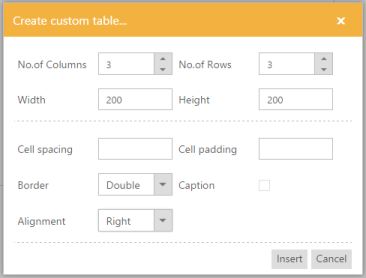 Create custom table...
No.of Columns 3 No.of Rows 3
Width 200 Height 200
Cell spacing Cell padding
Border Double Caption
Alignment Right
Insert Cancel